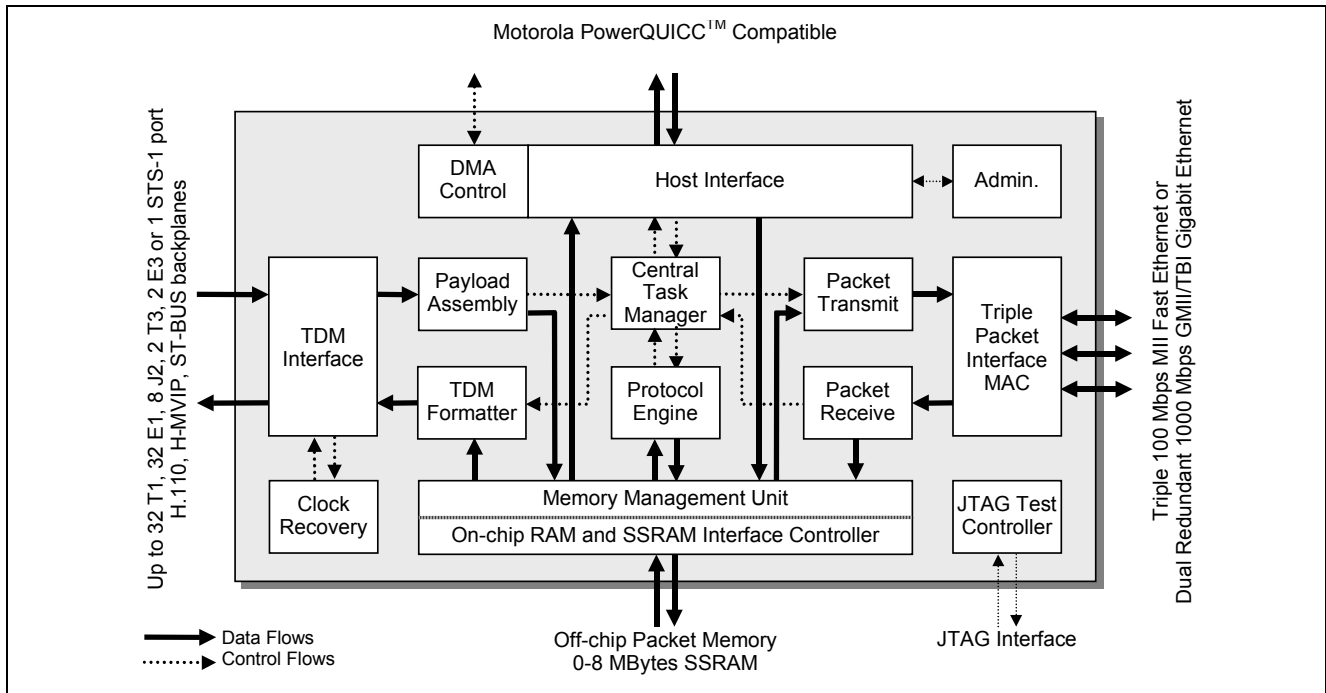 Motorola PowerQUICC™ Compatible
Up to 32 T1, 32 E1, 8 J2, 2 T3, 2 E3 or 1 STS-1 port
H.110, H-MVIP, ST-BUS backplanes
DMA
Control
Host Interface
Admin.
TDM
Interface
Payload
Assembly
Central
Task
Manager
Packet
Transmit
Triple
Packet
Interface
MAC
TDM
Formatter
Protocol
Engine
Packet
Receive
Clock
Recovery
Memory Management Unit
On-chip RAM and SSRAM Interface Controller
JTAG Test
Controller
Triple 100 Mbps MII Fast Ethernet or
Dual Redundant 1000 Mbps GMII/TBI Gigabit Ethernet
Data Flows
Control Flows
Off-chip Packet Memory
0-8 MBytes SSRAM
JTAG Interface